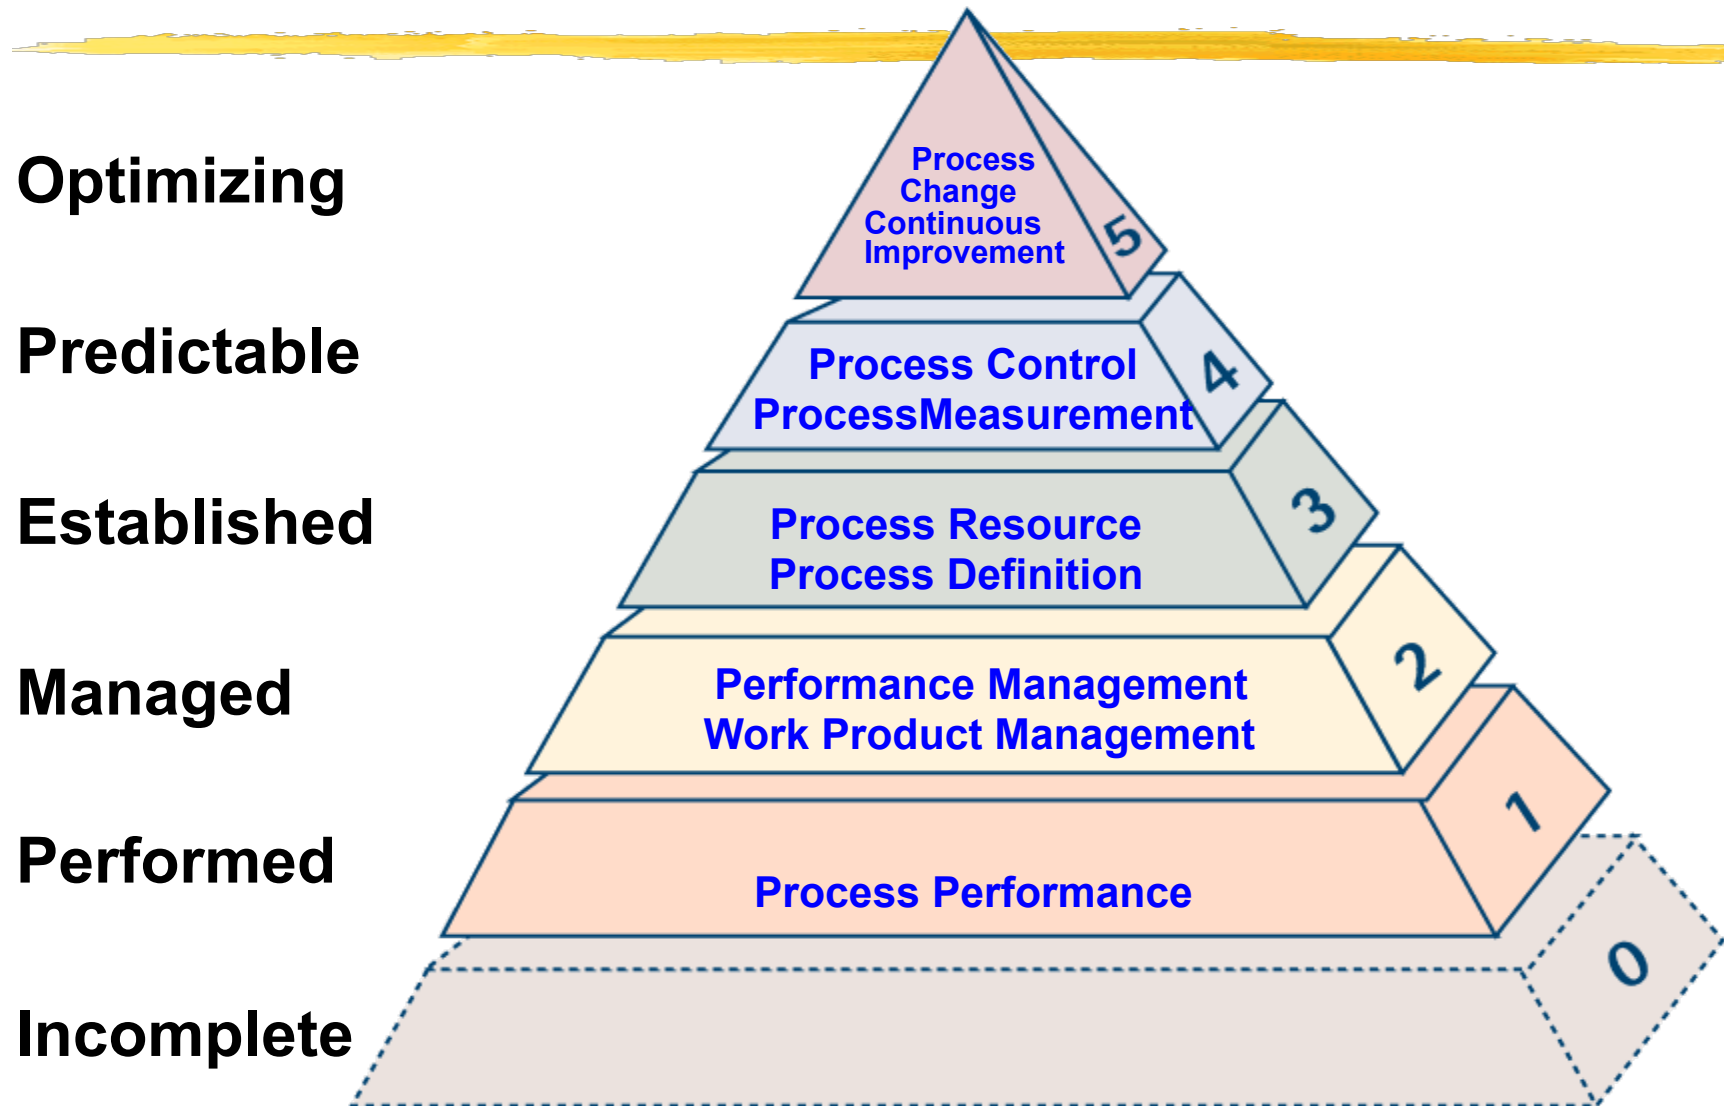 Optimizing
Process
Change
Continuous
Improvement
5
Predictable
Process Control
ProcessMeasurement
4
Established
Process Resource
Process Definition
3
Managed
Performance Management
Work Product Management
2
Performed
Process Performance
1
Incomplete
0